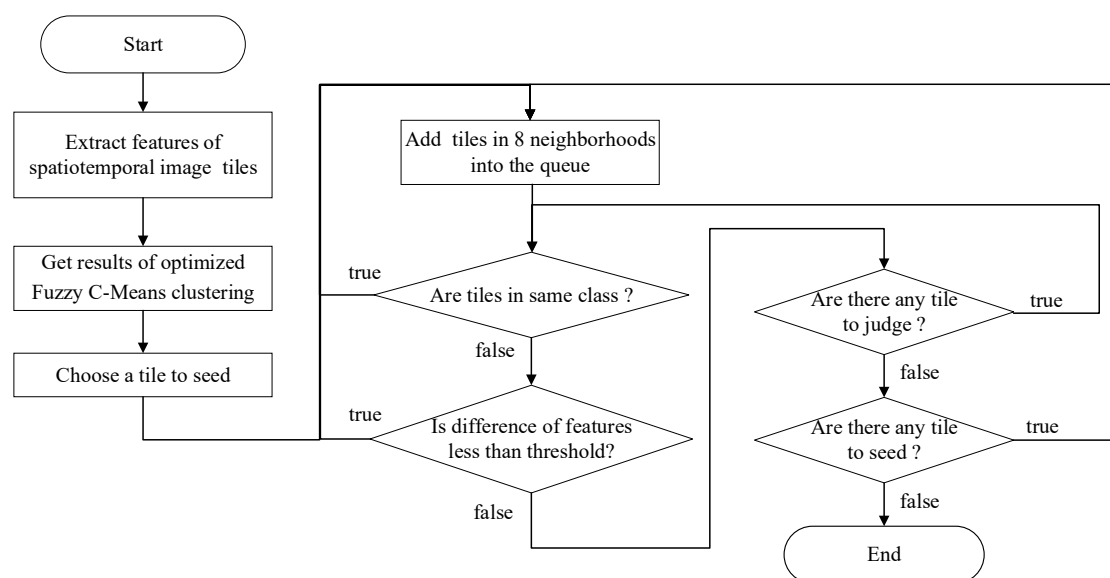 Start
Extract features of
spatiotemporal image tiles
Get results of optimized
Fuzzy C-Means clustering
Choose a tile to seed
Add tiles in 8 neighborhoods
into the queue
true
Are tiles in same class ?
false
true
Is difference of features
less than threshold?
false
Are there any tile
to judge ?
true
false
Are there any tile
to seed ?
true
false
End